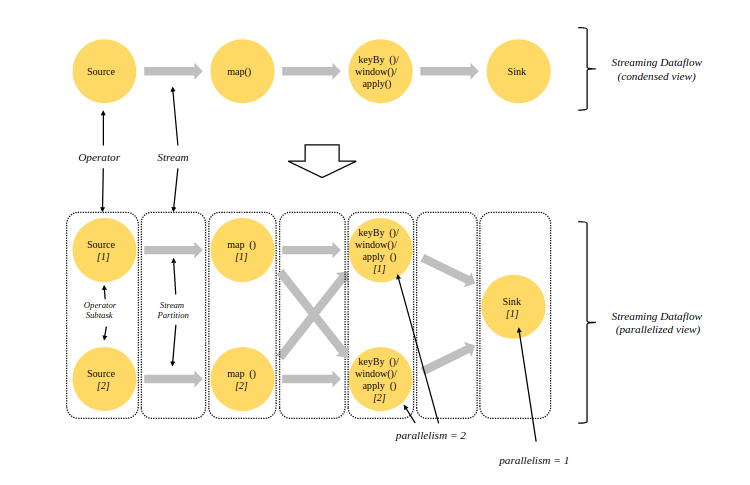 Source
map()
keyBy ()/
window()/
apply()
Sink
Streaming Dataflow
(condensed view)
Operator
Stream
Source
[1]
map ()
[1]
keyBy ()/
window()/
apply ()
[1]
Operator
Subtask
Stream
Partition
Sink
[1]
Streaming Dataflow
(parallelized view)
Source
[2]
map ()
[2]
keyBy ()/
window()/
apply ()
[2]
parallelism = 2
parallelism = 1